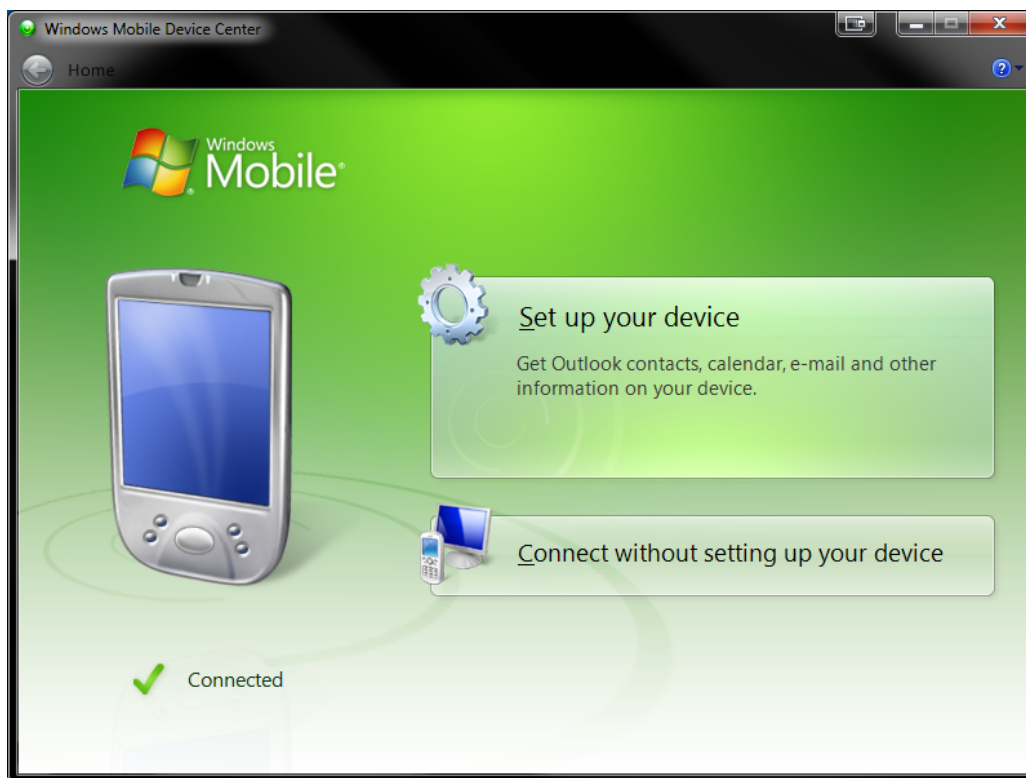 Windows Mobile Device Center
Home
Windows
Mobile®
Set up your device
Get Outlook contacts, calendar, e-mail and other
information on your device.
Connect without setting up your device
Connected